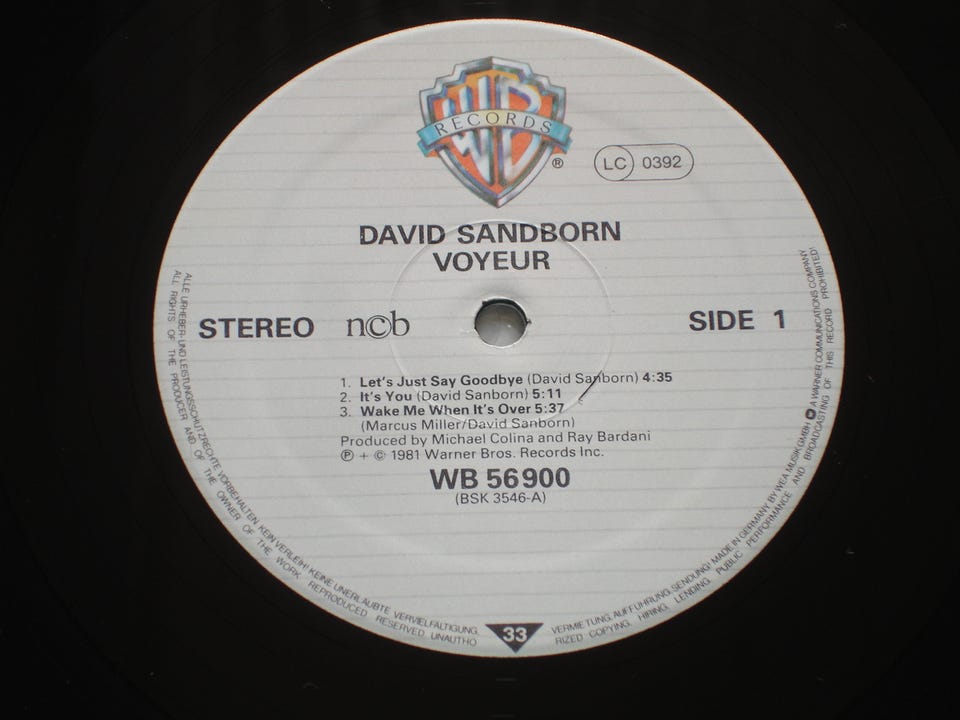 WB
RECORDS
®
LC 0392
DAVID SANDBORN
VOYEUR
STEREO n©b SIDE 1
1. Let's Just Say Goodbye (David Sanborn) 4:35
2. It's You (David Sanborn) 5:11
3. Wake Me When It's Over 5:37
(Marcus Miller/David Sanborn)
Produced by Michael Colina and Ray Bardani
℗ + © 1981 Warner Bros. Records Inc.
WB 56 900
(BSK 3546-A)
33
ALLE URHEBER-UND LEISTUNGSSCHUTZRECHTE VORBEHALTEN KEIN VERLEIH! KEINE UNERLAUBTE VERVIELFÄLTIGUNG, VERMIETUNG, AUFFÜHRUNG, SENDUNG! MADE IN GERMANY BY WEA MUSIK GMBH A WARNER COMMUNICATIONS COMPANY
ALL RIGHTS OF THE PRODUCER AND OF THE OWNER OF THE WORK REPRODUCED RESERVED UNAUTHORIZED COPYING, HIRING, LENDING, PUBLIC PERFORMANCE AND BROADCASTING OF THIS RECORD PROHIBITED!